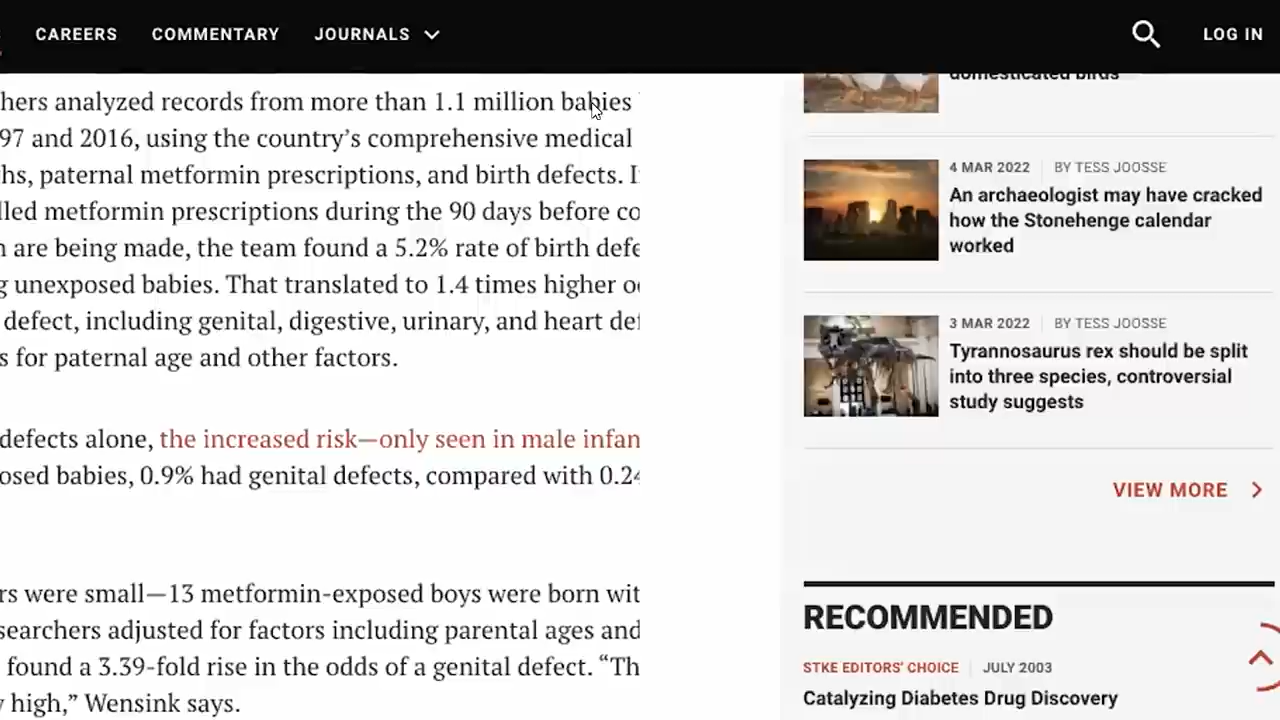 CAREERS COMMENTARY JOURNALS LOG IN
hers analyzed records from more than 1.1 million babies
97 and 2016, using the country's comprehensive medical
hs, paternal metformin prescriptions, and birth defects.
lled metformin prescriptions during the 90 days before co
n are being made, the team found a 5.2% rate of birth defe
g unexposed babies. That translated to 1.4 times higher
defect, including genital, digestive, urinary, and heart def
s for paternal age and other factors.
defects alone, the increased risk—only seen in male infan
osed babies, 0.9% had genital defects, compared with 0.24
rs were small—13 metformin-exposed boys were born wit
searchers adjusted for factors including parental ages and
found a 3.39-fold rise in the odds of a genital defect. “Th
y high,” Wensink says.
domesticated birds
4 MAR 2022 BY TESS JOOSSE
An archaeologist may have cracked
how the Stonehenge calendar
worked
3 MAR 2022 BY TESS JOOSSE
Tyrannosaurus rex should be split
into three species, controversial
study suggests
VIEW MORE
RECOMMENDED
STKE EDITORS' CHOICE JULY 2003
Catalyzing Diabetes Drug Discovery